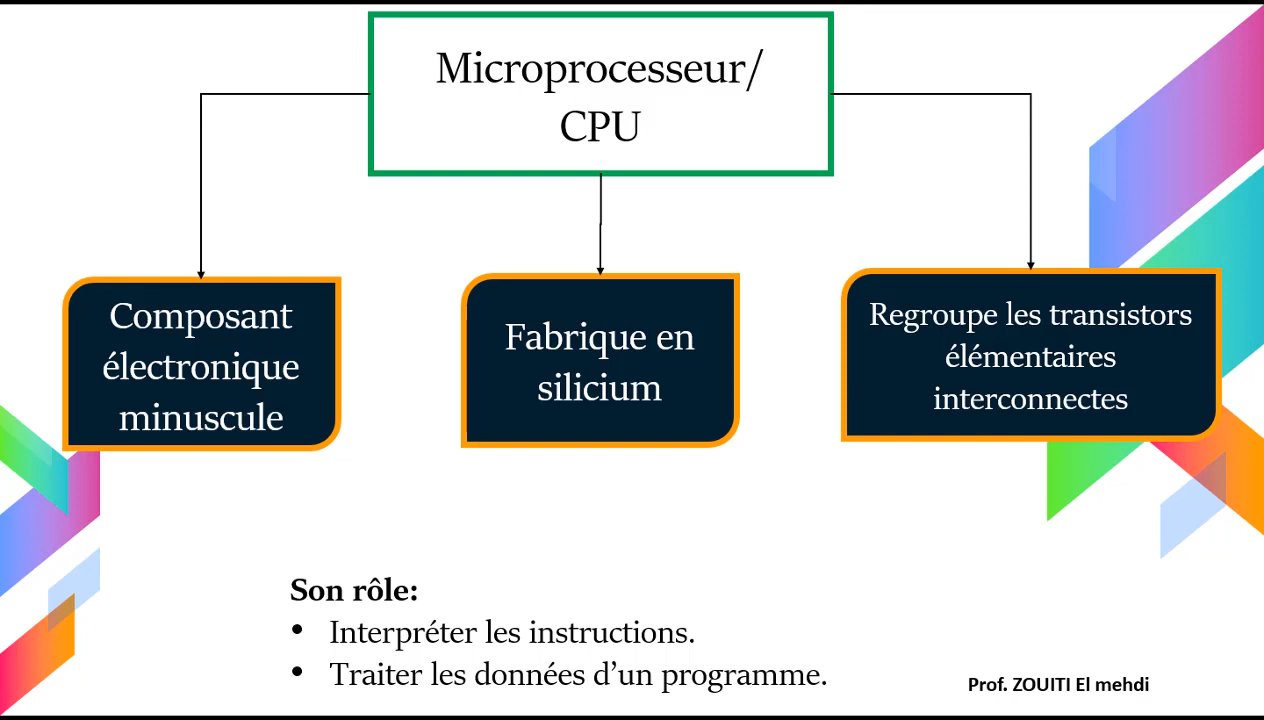 Microprocesseur/
CPU
Composant
électronique
minuscule
Fabrique en
silicium
Regroupe les transistors
élémentaires
interconnectes
Son rôle:
• Interpréter les instructions.
• Traiter les données d’un programme.
Prof. ZOUITI El mehdi